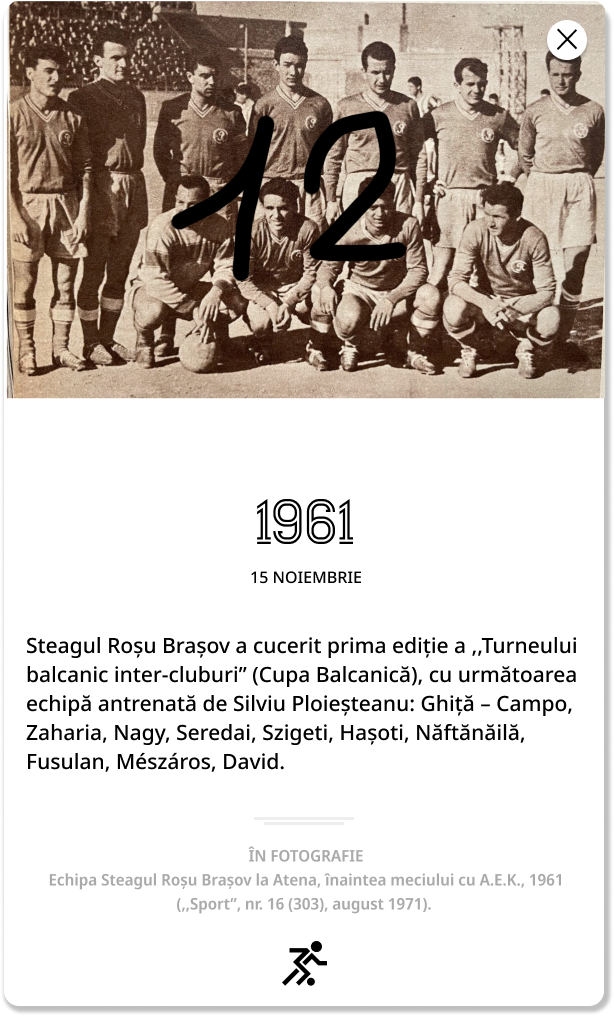 12
1961
15 NOIEMBRIE
Steagul Roșu Brașov a cucerit prima ediție a ,,Turneului
balcanic inter-cluburi” (Cupa Balcanică), cu următoarea
echipă antrenată de Silviu Ploieșteanu: Ghiță – Campo,
Zaharia, Nagy, Seredai, Szigeti, Hașoti, Năftănăilă,
Fusulan, Mészáros, David.
ÎN FOTOGRAFIE
Echipa Steagul Roșu Brașov la Atena, înaintea meciului cu A.E.K., 1961
(,,Sport”, nr. 16 (303), august 1971).